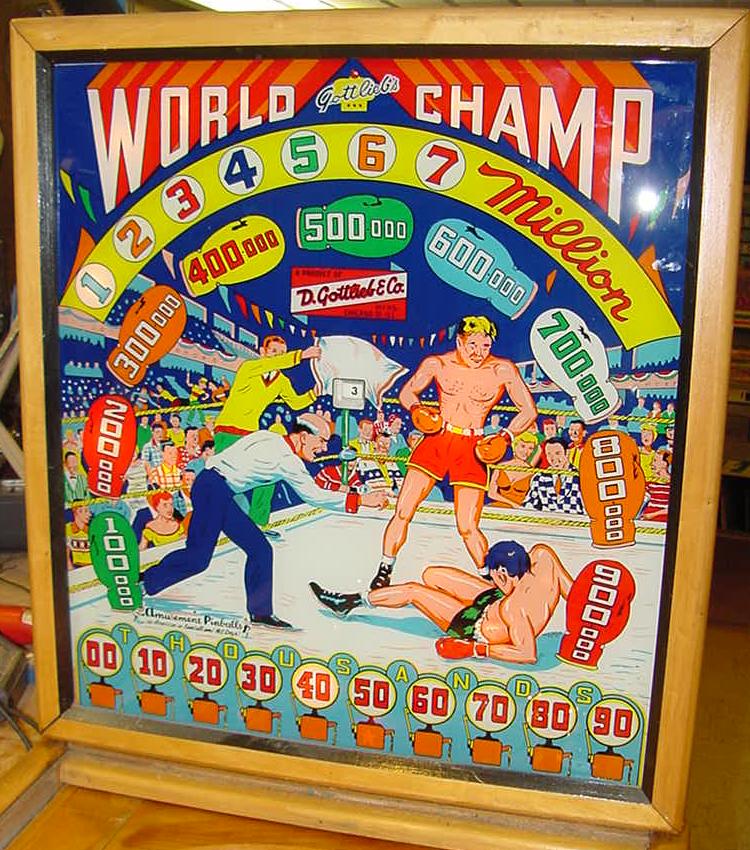 Gottlieb's
WORLD CHAMP
1 2 3 4 5 6 7 Million
100000
200000
300000
400000
500000
600000
700000
800000
900000
A PRODUCT OF
D. Gottlieb & Co.
CHICAGO
3
Amusement Pinballs
THOUSANDS
00 10 20 30 40 50 60 70 80 90